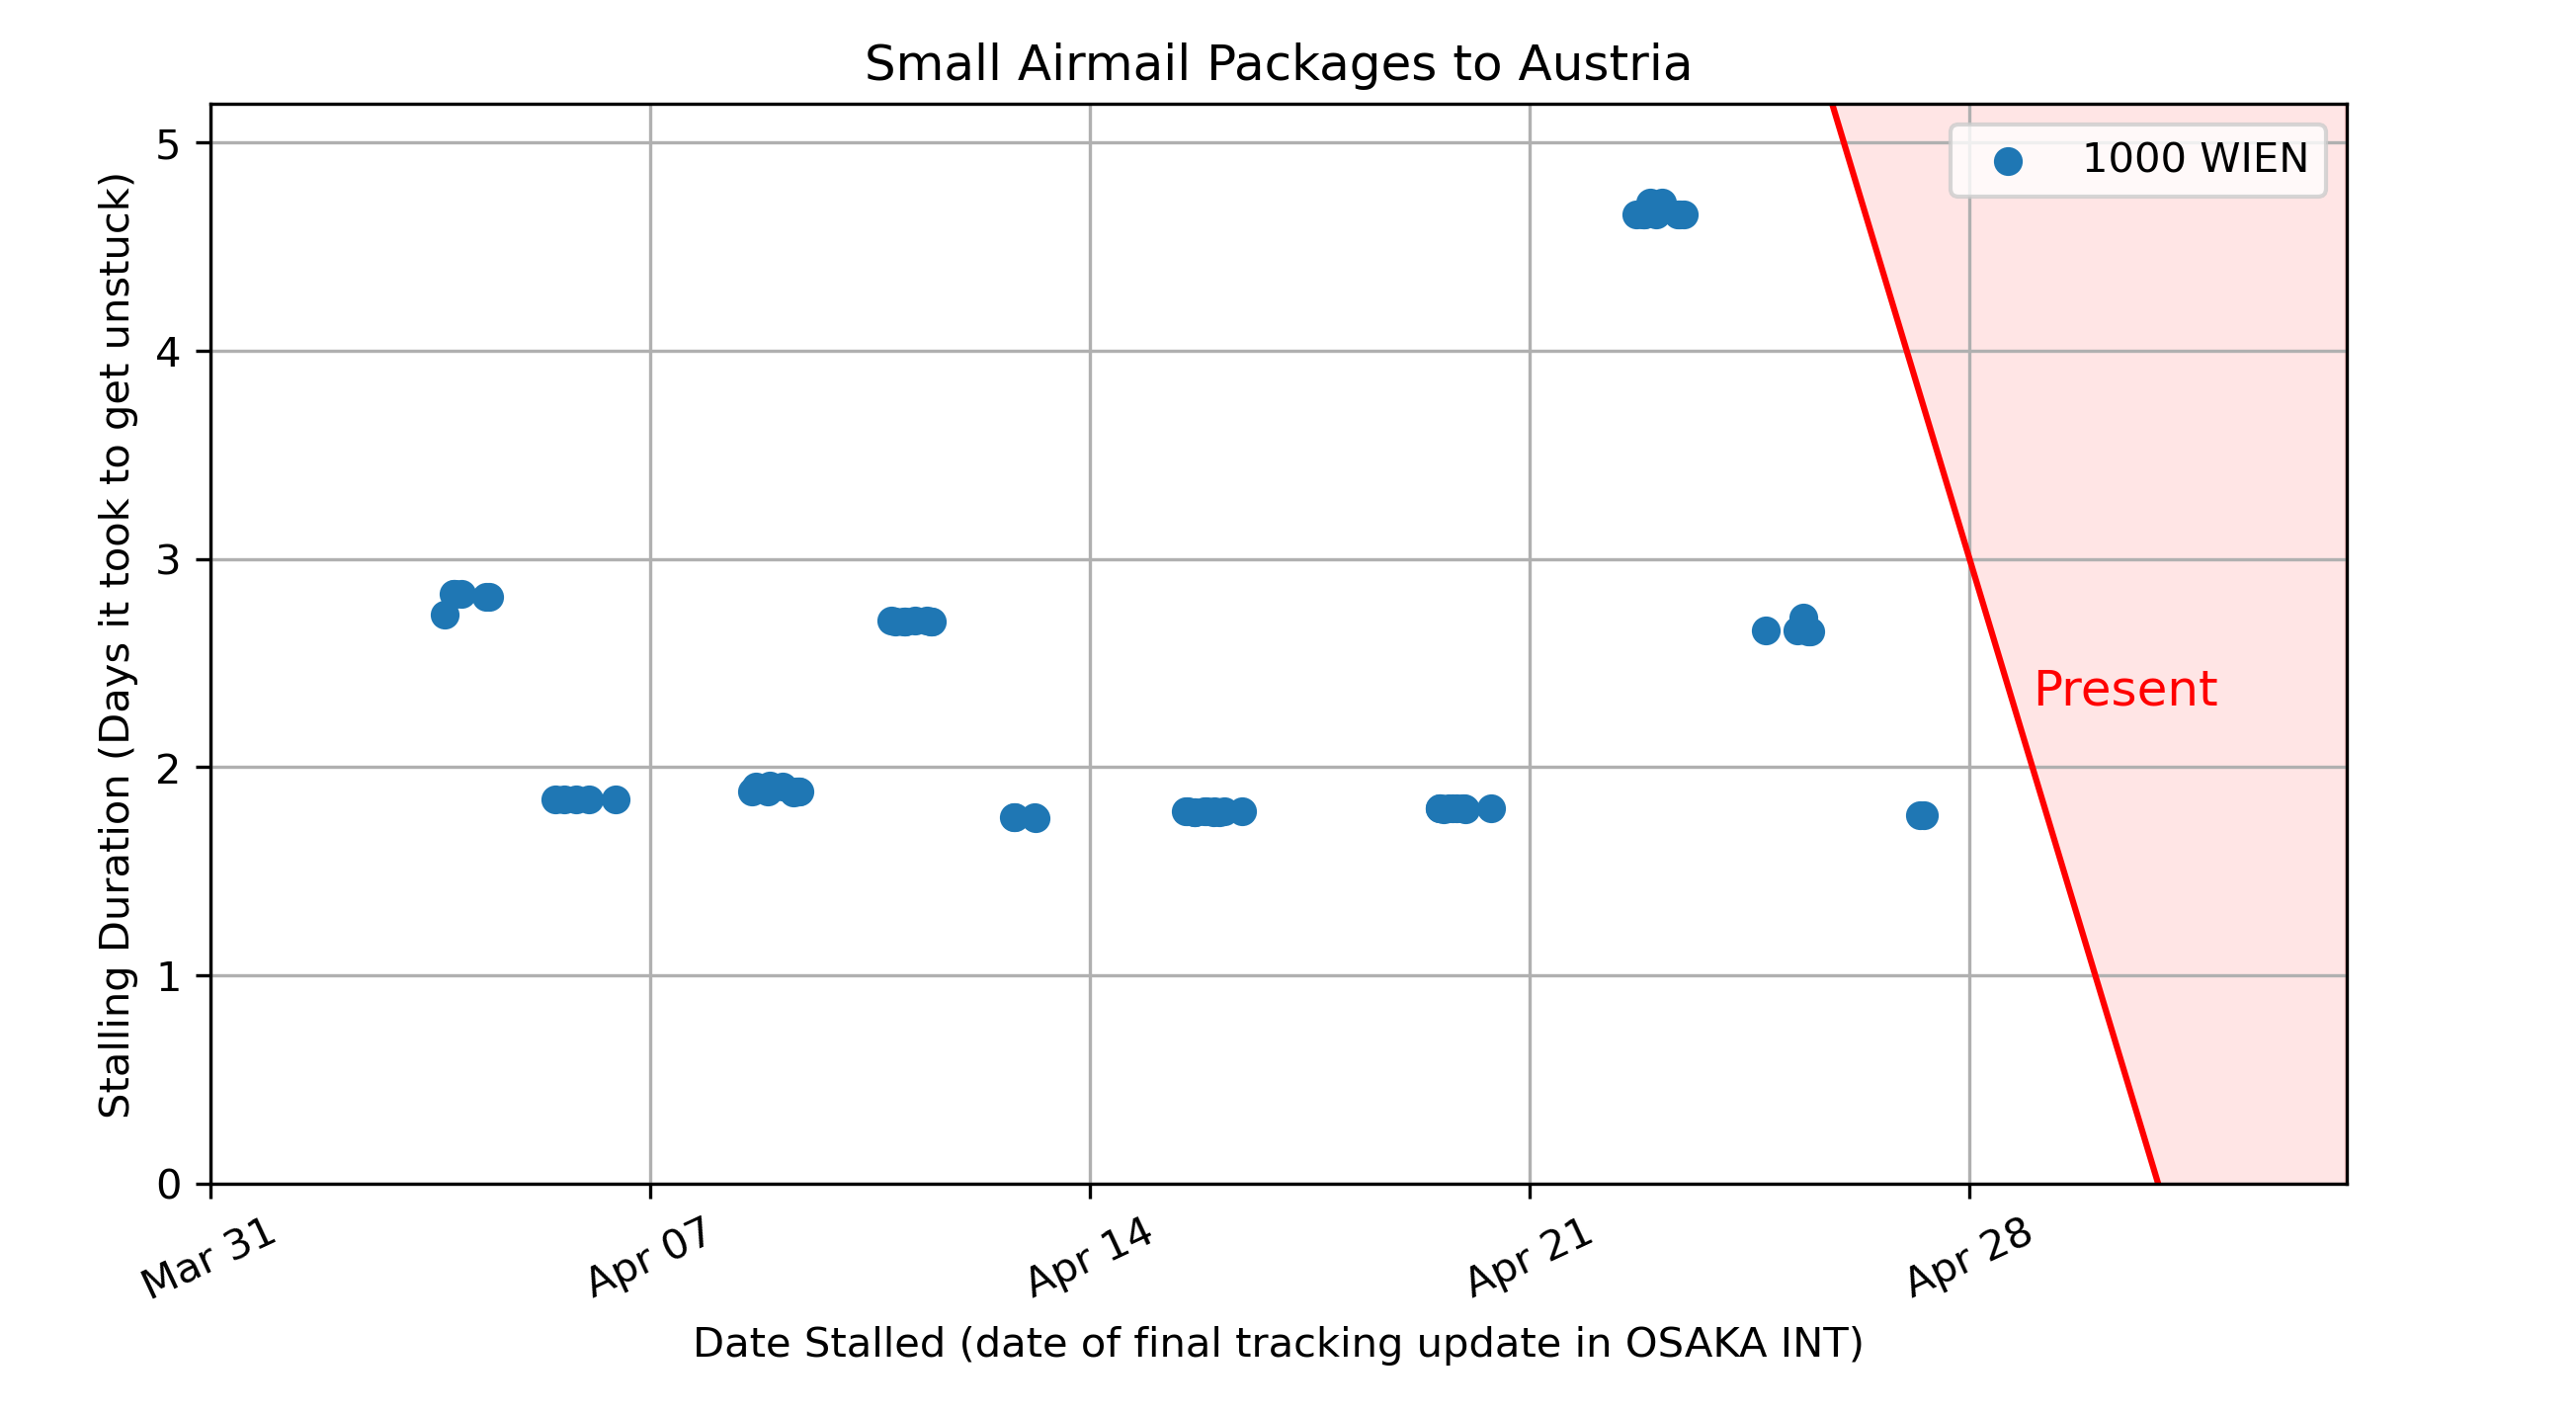 Small Airmail Packages to Austria
Stalling Duration (Days it took to get unstuck)
5
4
3
2
1
0
1000 WIEN
Present
Mar 31
Apr 07
Apr 14
Apr 21
Apr 28
Date Stalled (date of final tracking update in OSAKA INT)